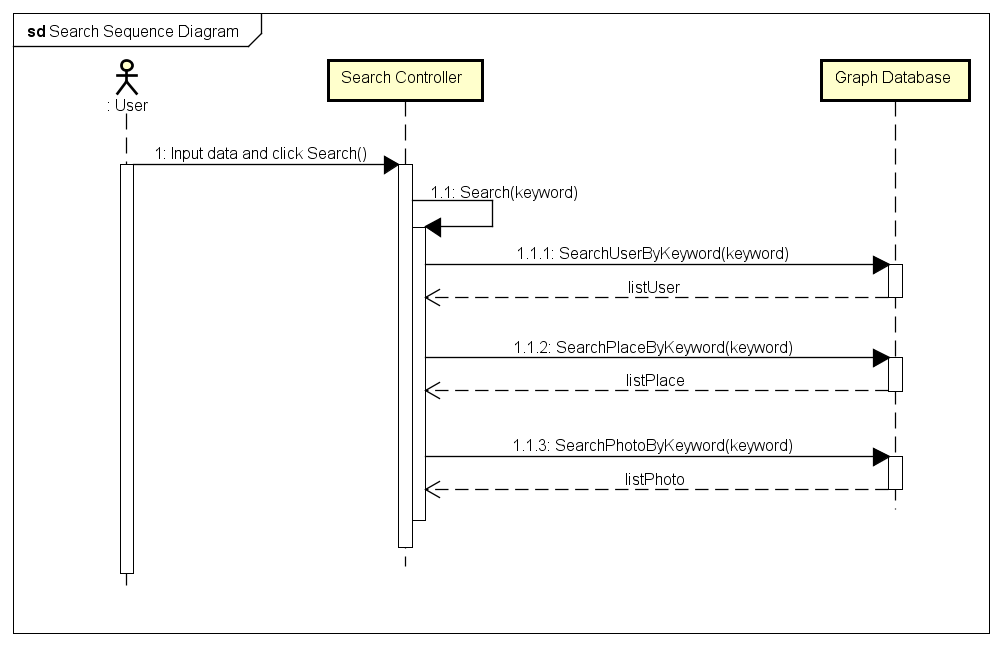 sd Search Sequence Diagram
: User
Search Controller
Graph Database
1: Input data and click Search()
1.1: Search(keyword)
1.1.1: SearchUserByKeyword(keyword)
listUser
1.1.2: SearchPlaceByKeyword(keyword)
listPlace
1.1.3: SearchPhotoByKeyword(keyword)
listPhoto